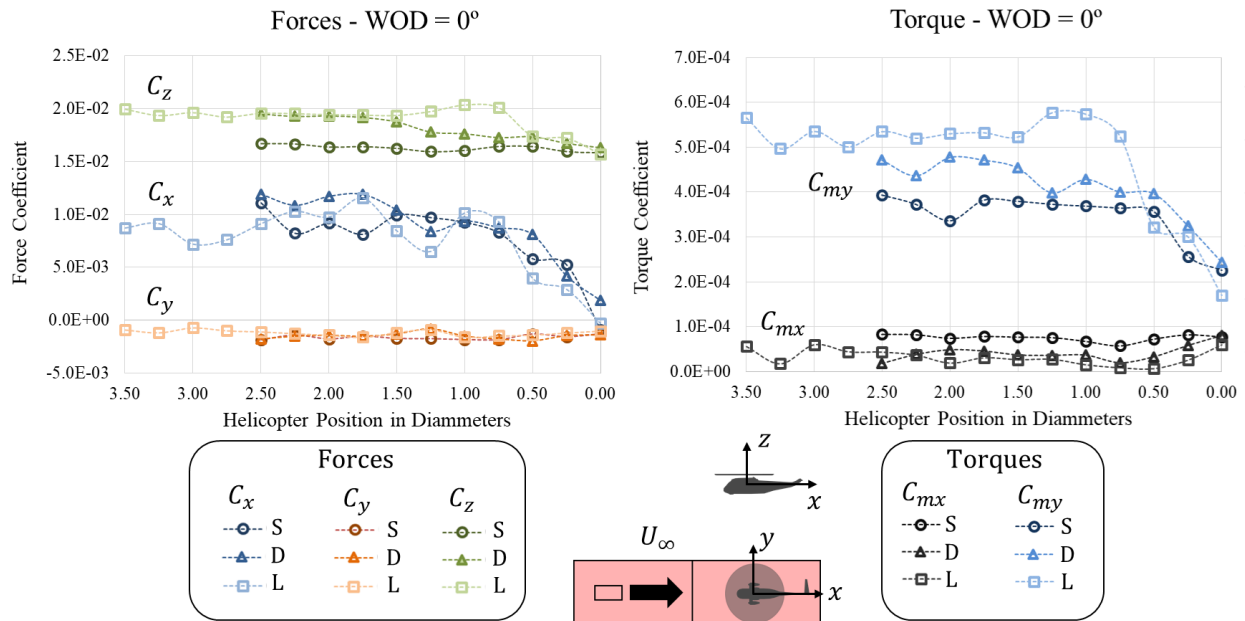 Forces - WOD = 0º
Torque - WOD = 0º
2.5E-02
2.0E-02
1.5E-02
1.0E-02
5.0E-03
0.0E+00
-5.0E-03
Force Coefficient
C_z
C_x
C_y
3.50 3.00 2.50 2.00 1.50 1.00 0.50 0.00
Helicopter Position in Diammeters
7.0E-04
6.0E-04
5.0E-04
4.0E-04
3.0E-04
2.0E-04
1.0E-04
0.0E+00
Torque Coefficient
C_my
C_mx
3.50 3.00 2.50 2.00 1.50 1.00 0.50 0.00
Helicopter Position in Diammeters
Forces
C_x C_y C_z
S S S
D D D
L L L
z
x
U_∞
y
x
Torques
C_mx C_my
S S
D D
L L